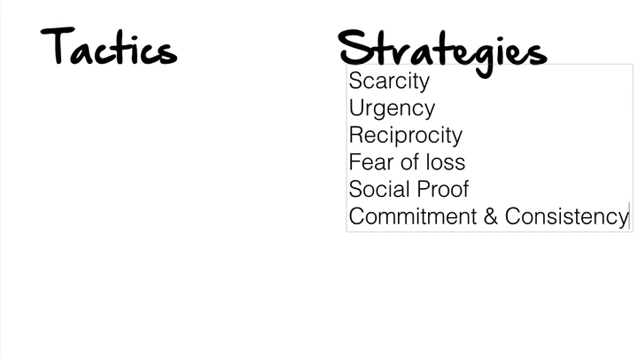 Tactics
Strategies
Scarcity
Urgency
Reciprocity
Fear of loss
Social Proof
Commitment & Consistency